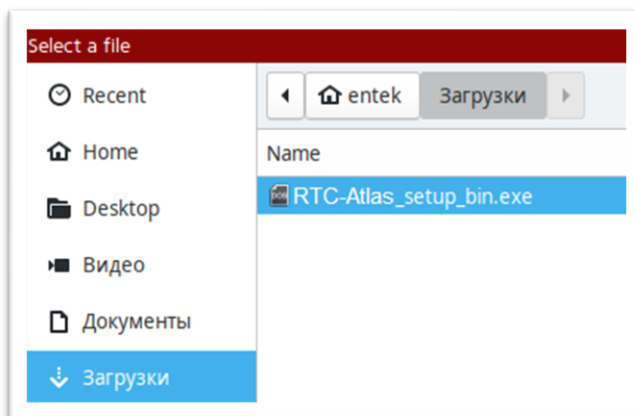 Select a file
Recent
Home
Desktop
Видео
Документы
Загрузки
entek Загрузки
Name
RTC-Atlas_setup_bin.exe